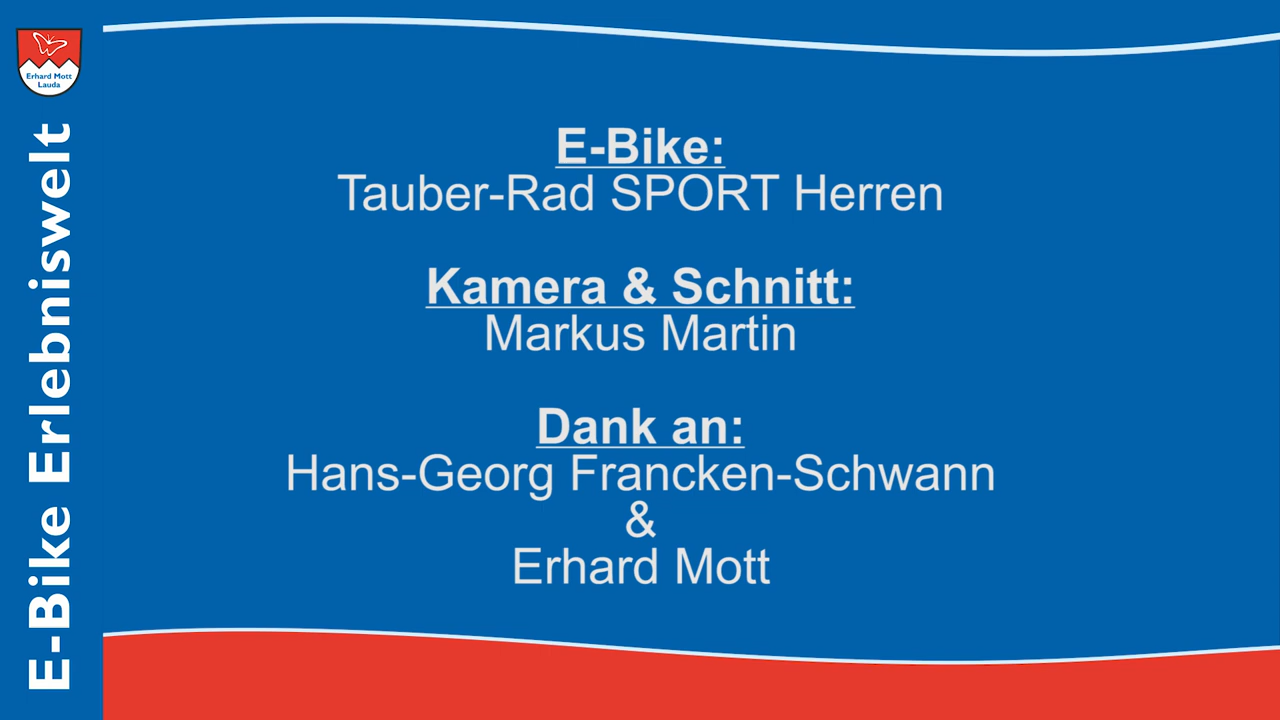 Erhard Mott
Lauda
E-Bike Erlebniswelt
E-Bike:
Tauber-Rad SPORT Herren
Kamera & Schnitt:
Markus Martin
Dank an:
Hans-Georg Francken-Schwann
&
Erhard Mott